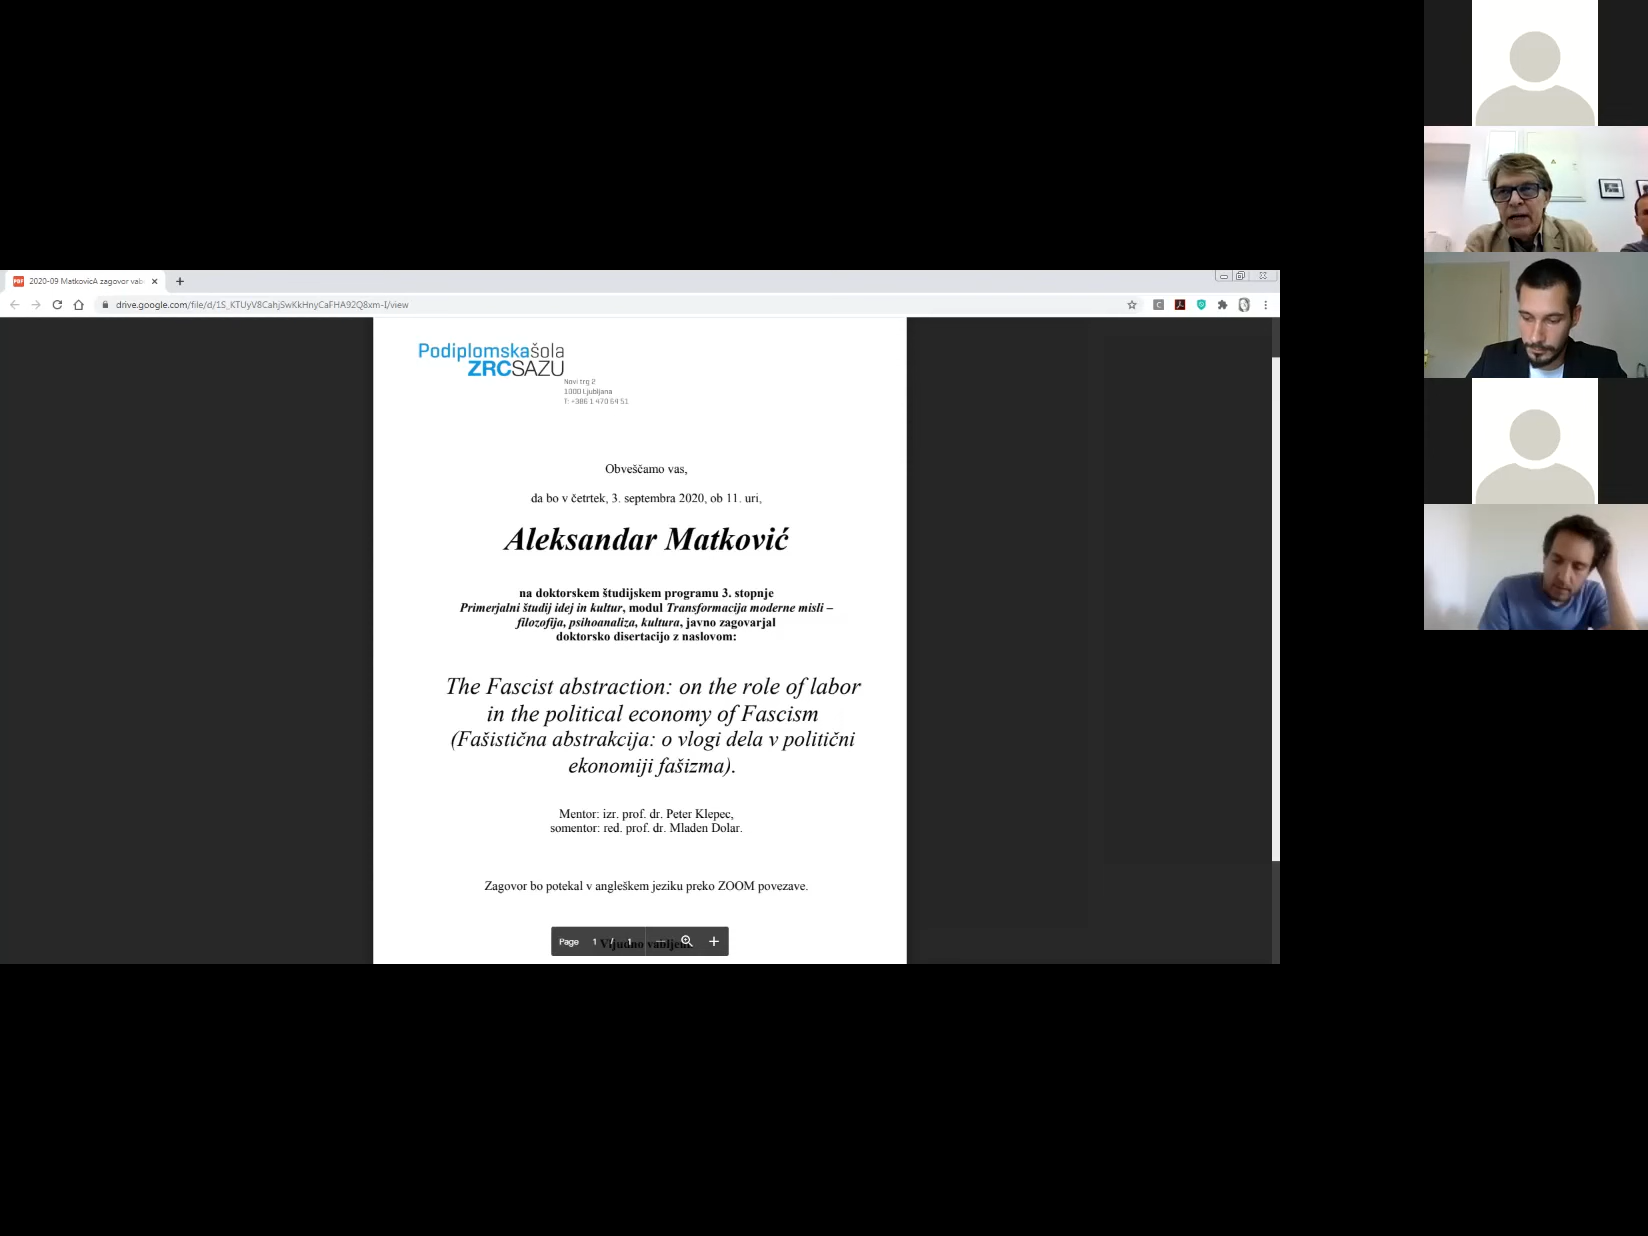 2020-09 MatkovicA zagovor vab
drive.google.com/file/d/1S_KTUyV8CahjSwKkHnyCaFHA92Q8xm-I/view
Podiplomskašola
ZRCSAZU
Novi trg 2
1000 Ljubljana
T: +386 1 470 64 51
Obveščamo vas,
da bo v četrtek, 3. septembra 2020, ob 11. uri,
Aleksandar Matković
na doktorskem študijskem programu 3. stopnje
Primerjalni študij idej in kultur, modul Transformacija moderne misli –
filozofija, psihoanaliza, kultura, javno zagovarjal
doktorsko disertacijo z naslovom:
The Fascist abstraction: on the role of labor
in the political economy of Fascism
(Fašistična abstrakcija: o vlogi dela v politični
ekonomiji fašizma).
Mentor: izr. prof. dr. Peter Klepec,
somentor: red. prof. dr. Mladen Dolar.
Zagovor bo potekal v angleškem jeziku preko ZOOM povezave.
Page 1 / 1